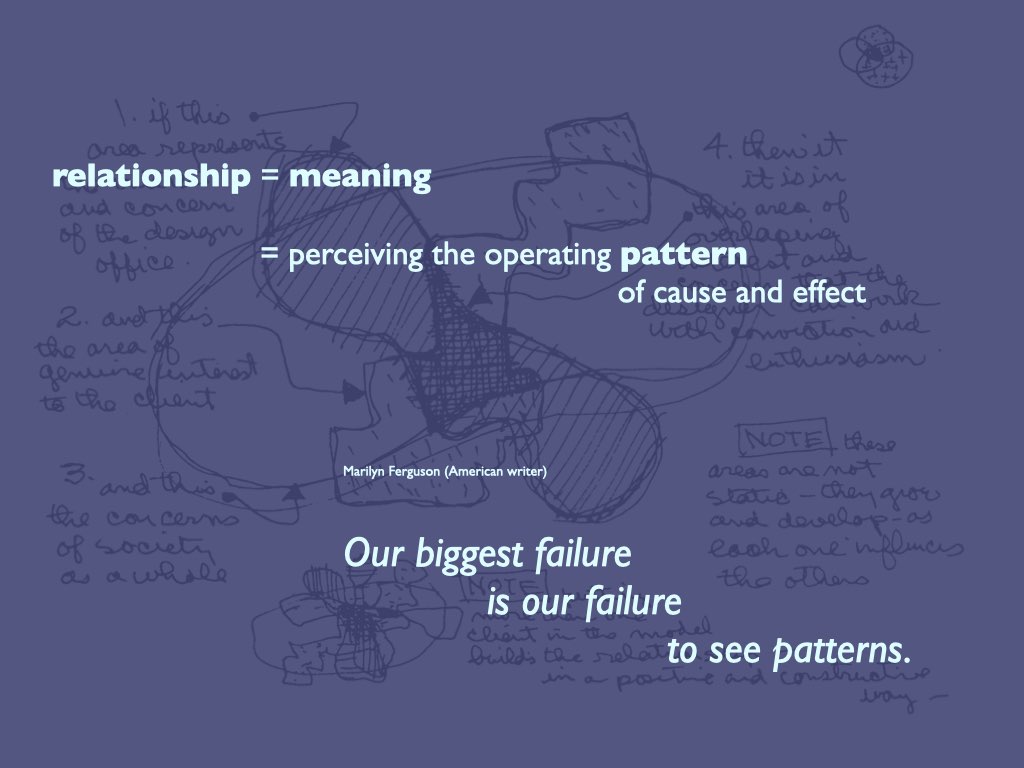 relationship = meaning
= perceiving the operating pattern
of cause and effect
Marilyn Ferguson (American writer)
Our biggest failure
is our failure
to see patterns.
1. if this
area represents
and concern
of the design
office.
2. and this
the area of
genuine interest
to the client
3. and this
the concerns
of society
as a whole
4. then it
it is in
this area of
overlapping
and
that the
designer can work
with conviction and
enthusiasm.
NOTE these
areas are not
static - they grow
and develop - as
each one influences
the others
NOTE
client in the model
builds the
in a positive and constructive
way -